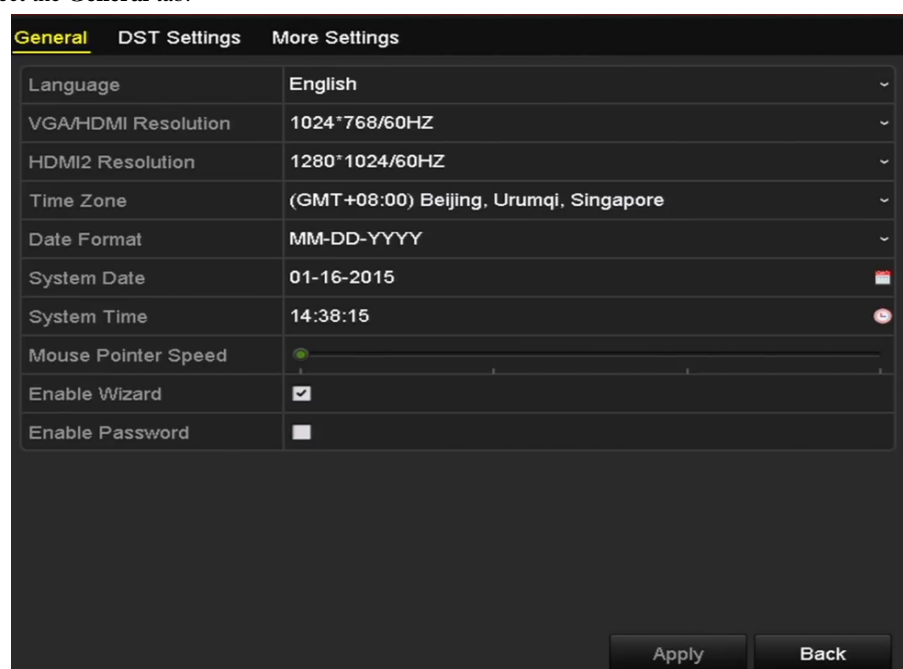 General DST Settings More Settings
Language English
VGA/HDMI Resolution 1024*768/60HZ
HDMI2 Resolution 1280*1024/60HZ
Time Zone (GMT+08:00) Beijing, Urumqi, Singapore
Date Format MM-DD-YYYY
System Date 01-16-2015
System Time 14:38:15
Mouse Pointer Speed
Enable Wizard
Enable Password
Apply Back